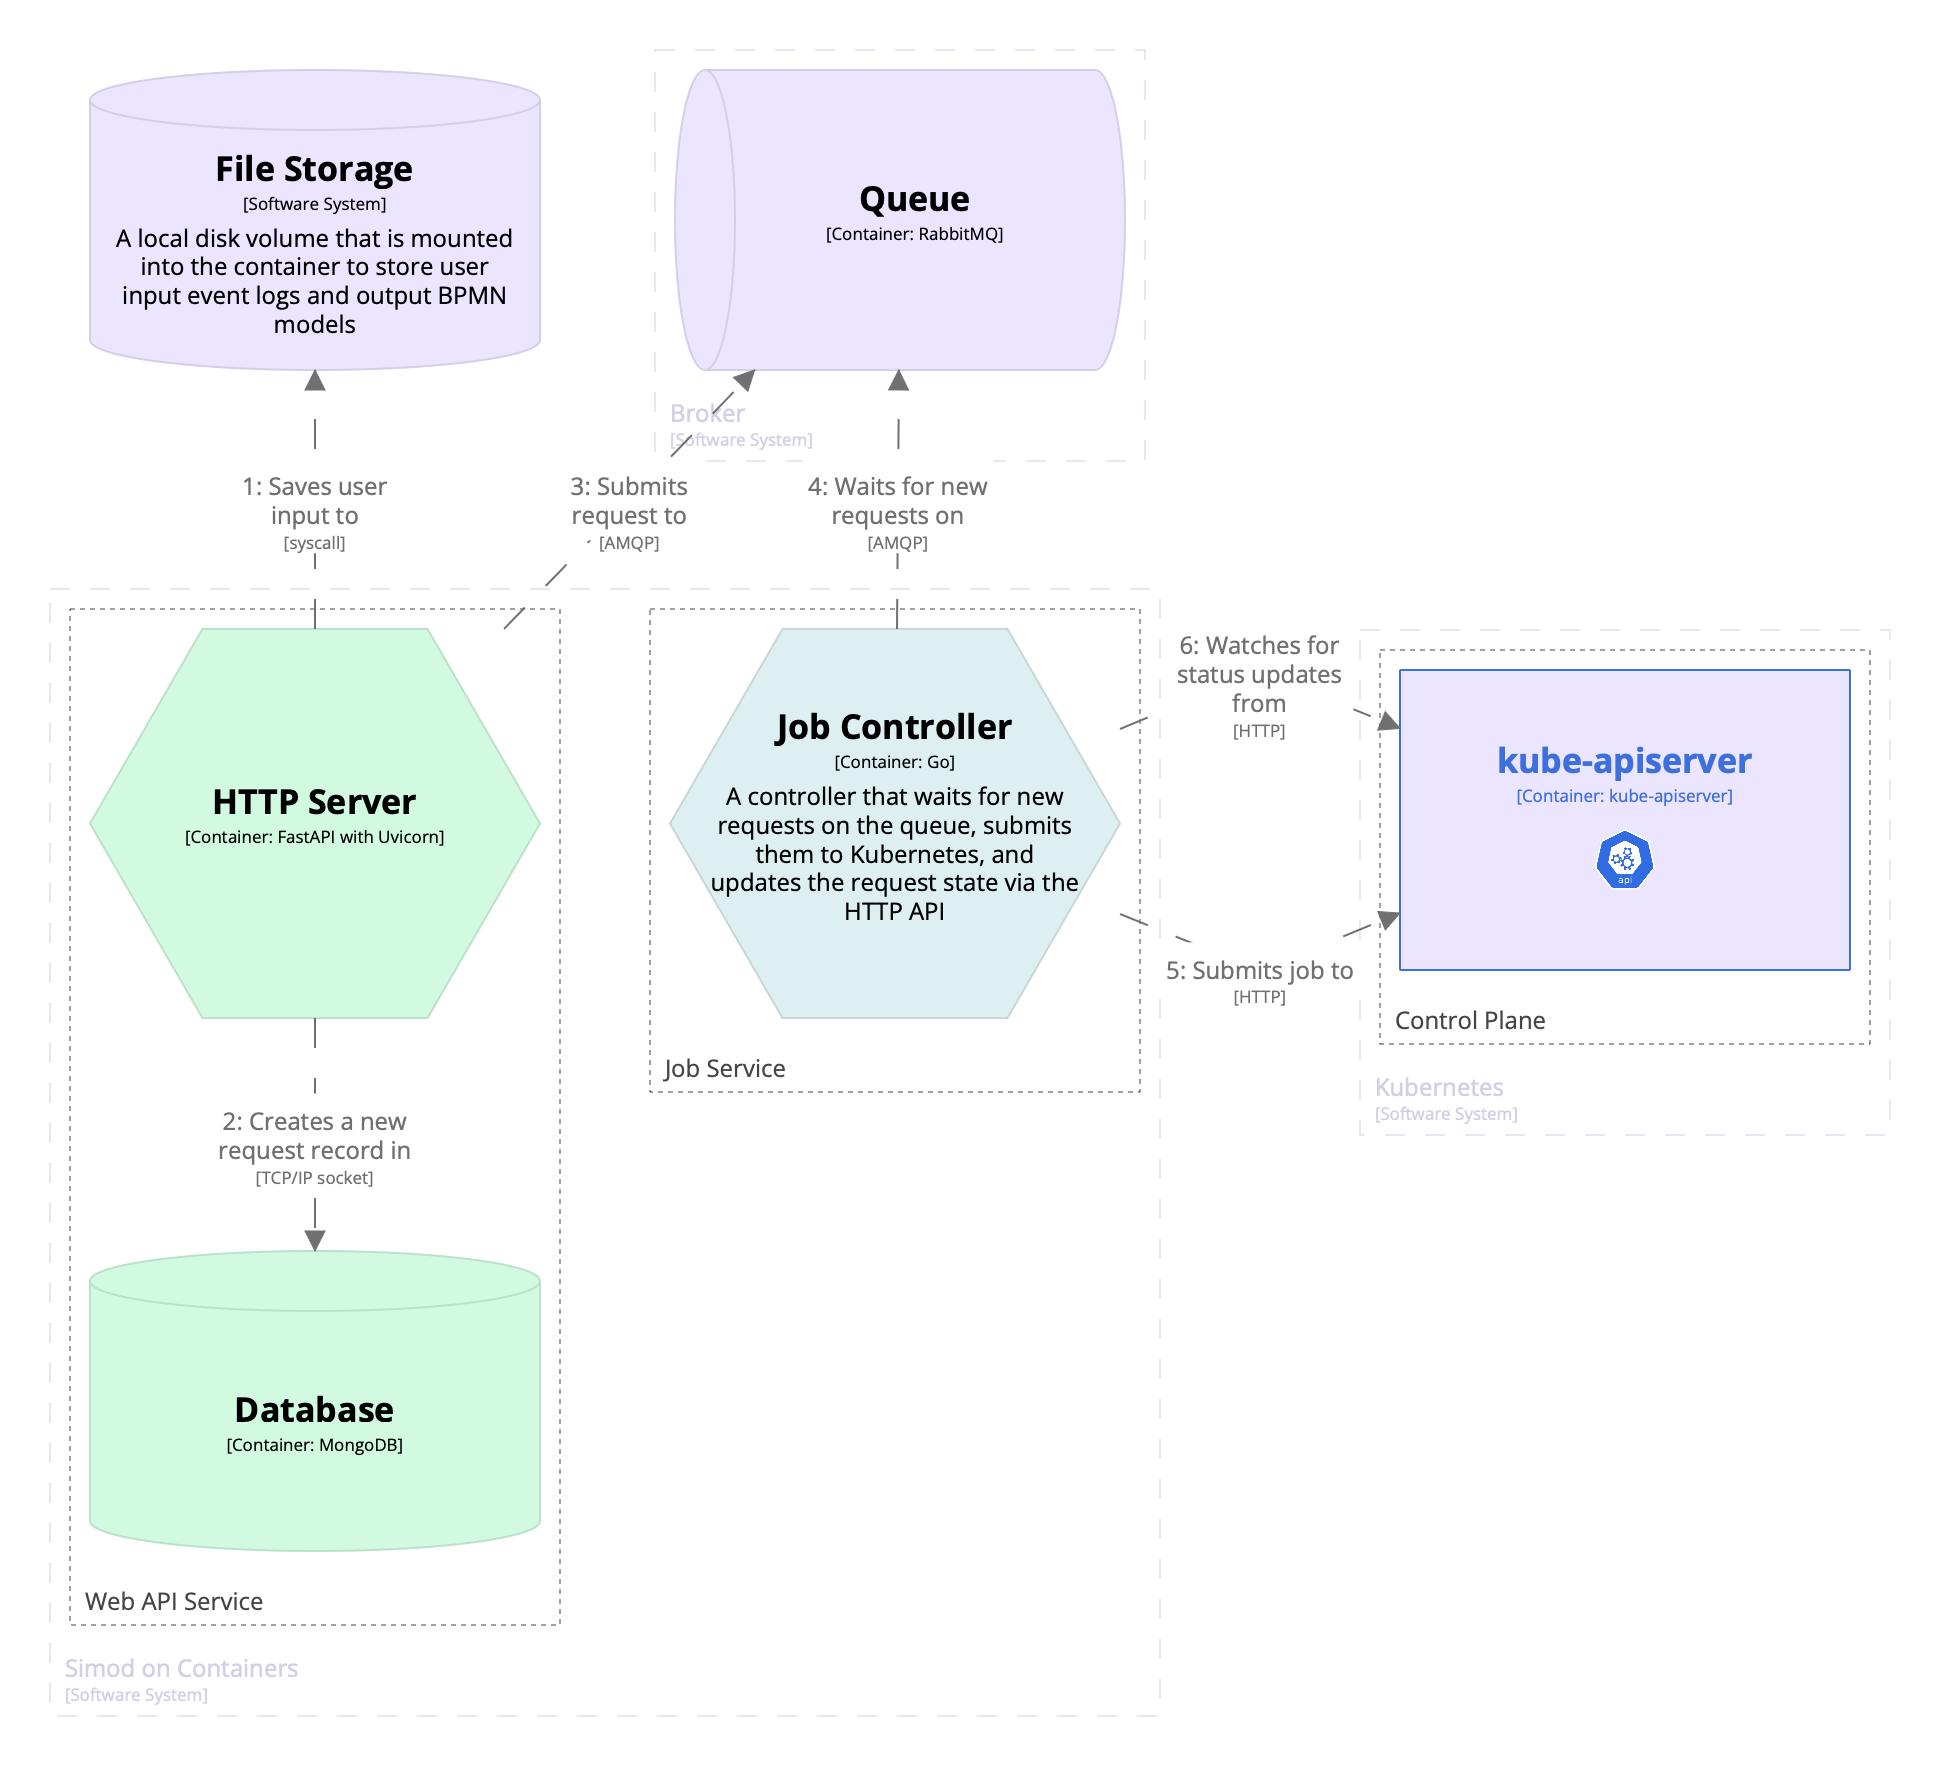 File Storage
[Software System]
A local disk volume that is mounted
into the container to store user
input event logs and output BPMN
models
Queue
[Container: RabbitMQ]
Broker
[Software System]
1: Saves user
input to
[syscall]
3: Submits
request to
[AMQP]
4: Waits for new
requests on
[AMQP]
HTTP Server
[Container: FastAPI with Uvicorn]
Job Controller
[Container: Go]
A controller that waits for new
requests on the queue, submits
them to Kubernetes, and
updates the request state via the
HTTP API
Job Service
6: Watches for
status updates
from
[HTTP]
5: Submits job to
[HTTP]
kube-apiserver
[Container: kube-apiserver]
api
Control Plane
Kubernetes
[Software System]
2: Creates a new
request record in
[TCP/IP socket]
Database
[Container: MongoDB]
Web API Service
Simod on Containers
[Software System]